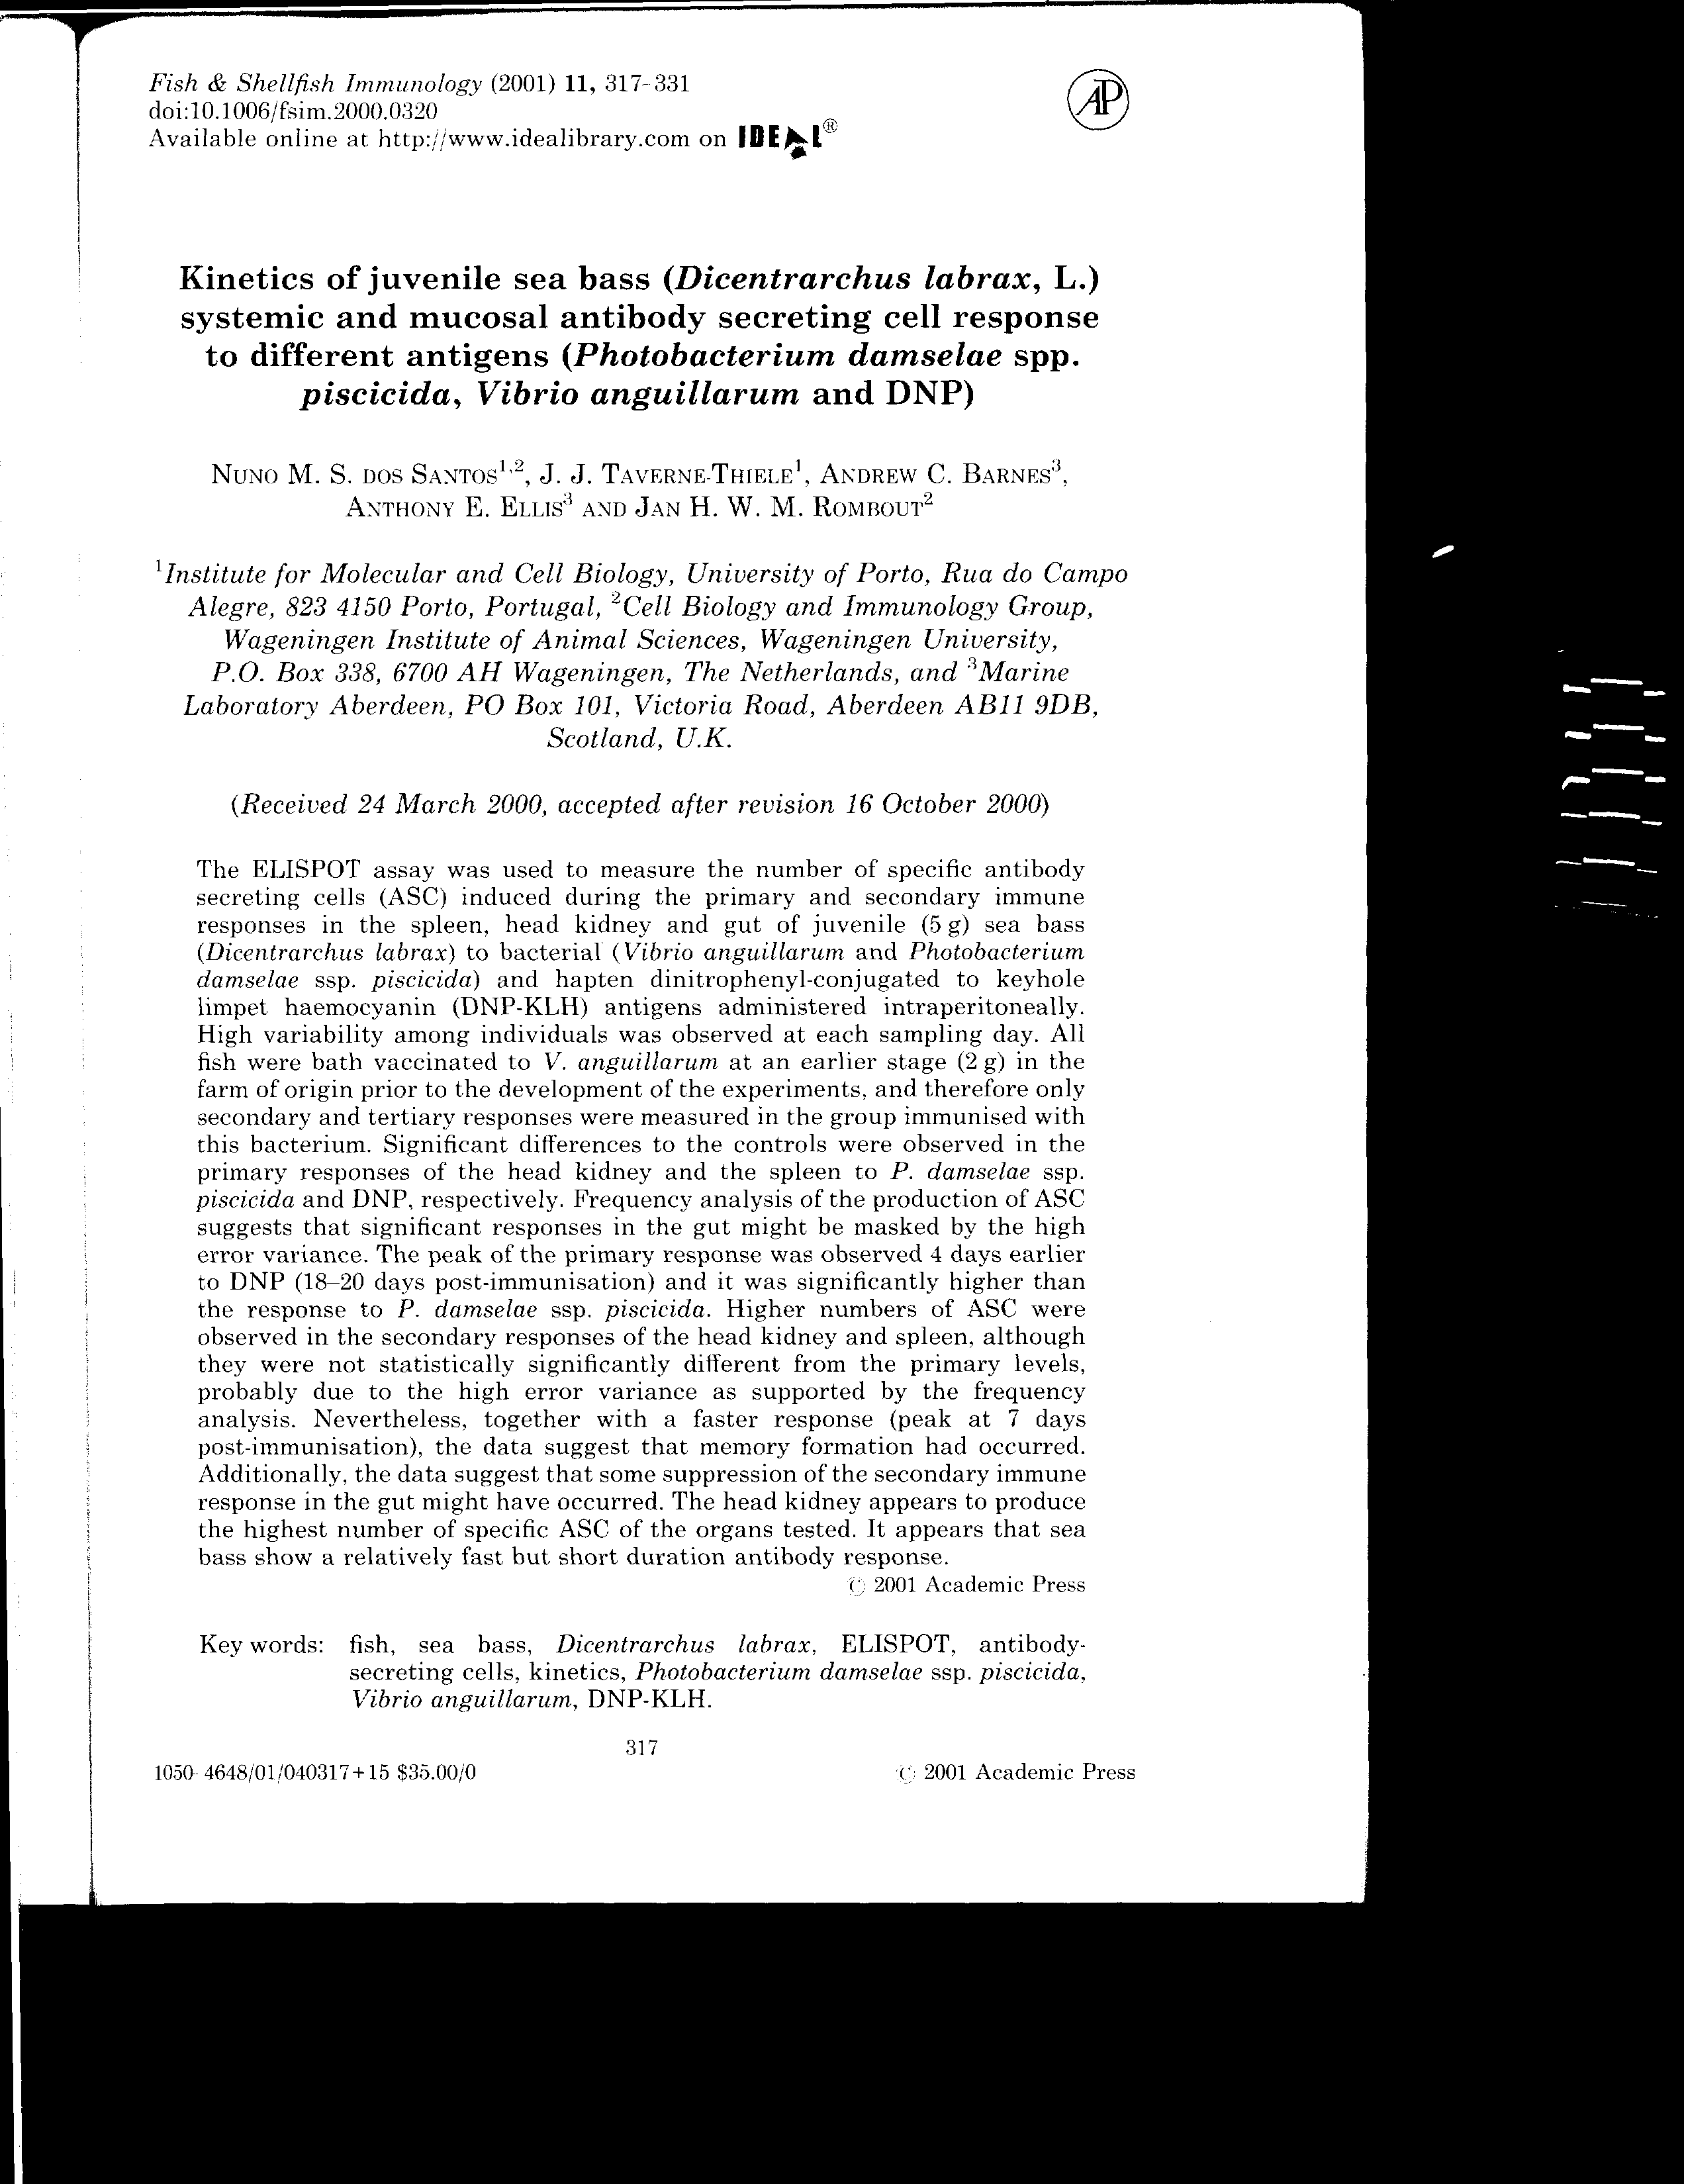 Fish & Shellfish Immunology (2001) 11, 317-331
doi:10.1006/fsim.2000.0320
Available online at http://www.idealibrary.com on IDEAL®
AP
Kinetics of juvenile sea bass (Dicentrarchus labrax, L.)
systemic and mucosal antibody secreting cell response
to different antigens (Photobacterium damselae spp.
piscicida, Vibrio anguillarum and DNP)
NUNO M. S. DOS SANTOS1,2, J. J. TAVERNE-THIELE1, ANDREW C. BARNES3,
ANTHONY E. ELLIS3 AND JAN H. W. M. ROMBOUT2
1Institute for Molecular and Cell Biology, University of Porto, Rua do Campo
Alegre, 823 4150 Porto, Portugal, 2Cell Biology and Immunology Group,
Wageningen Institute of Animal Sciences, Wageningen University,
P.O. Box 338, 6700 AH Wageningen, The Netherlands, and 3Marine
Laboratory Aberdeen, PO Box 101, Victoria Road, Aberdeen AB11 9DB,
Scotland, U.K.
(Received 24 March 2000, accepted after revision 16 October 2000)
The ELISPOT assay was used to measure the number of specific antibody
secreting cells (ASC) induced during the primary and secondary immune
responses in the spleen, head kidney and gut of juvenile (5 g) sea bass
(Dicentrarchus labrax) to bacterial (Vibrio anguillarum and Photobacterium
damselae ssp. piscicida) and hapten dinitrophenyl-conjugated to keyhole
limpet haemocyanin (DNP-KLH) antigens administered intraperitoneally.
High variability among individuals was observed at each sampling day. All
fish were bath vaccinated to V. anguillarum at an earlier stage (2 g) in the
farm of origin prior to the development of the experiments, and therefore only
secondary and tertiary responses were measured in the group immunised with
this bacterium. Significant differences to the controls were observed in the
primary responses of the head kidney and the spleen to P. damselae ssp.
piscicida and DNP, respectively. Frequency analysis of the production of ASC
suggests that significant responses in the gut might be masked by the high
error variance. The peak of the primary response was observed 4 days earlier
to DNP (18–20 days post-immunisation) and it was significantly higher than
the response to P. damselae ssp. piscicida. Higher numbers of ASC were
observed in the secondary responses of the head kidney and spleen, although
they were not statistically significantly different from the primary levels,
probably due to the high error variance as supported by the frequency
analysis. Nevertheless, together with a faster response (peak at 7 days
post-immunisation), the data suggest that memory formation had occurred.
Additionally, the data suggest that some suppression of the secondary immune
response in the gut might have occurred. The head kidney appears to produce
the highest number of specific ASC of the organs tested. It appears that sea
bass show a relatively fast but short duration antibody response.
© 2001 Academic Press
Key words: fish, sea bass, Dicentrarchus labrax, ELISPOT, antibody-
secreting cells, kinetics, Photobacterium damselae ssp. piscicida,
Vibrio anguillarum, DNP-KLH.
317
1050-4648/01/040317+15 $35.00/0 © 2001 Academic Press